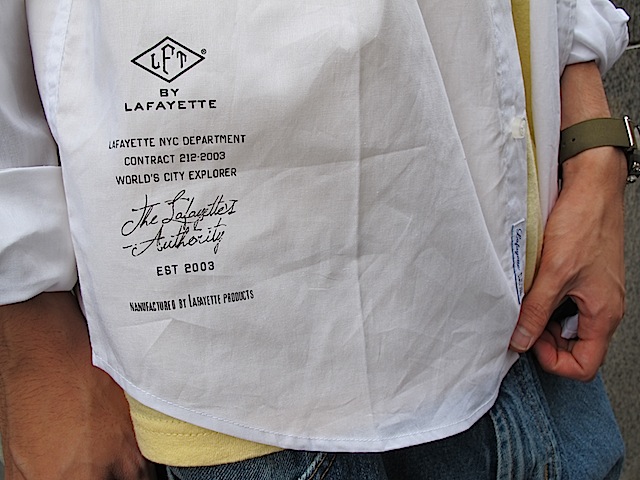 LFT®
BY
LAFAYETTE
LAFAYETTE NYC DEPARTMENT
CONTRACT 212-2003
WORLD'S CITY EXPLORER
The Lafayette's
Authority
EST 2003
MANUFACTURED BY LAFAYETTE PRODUCTS